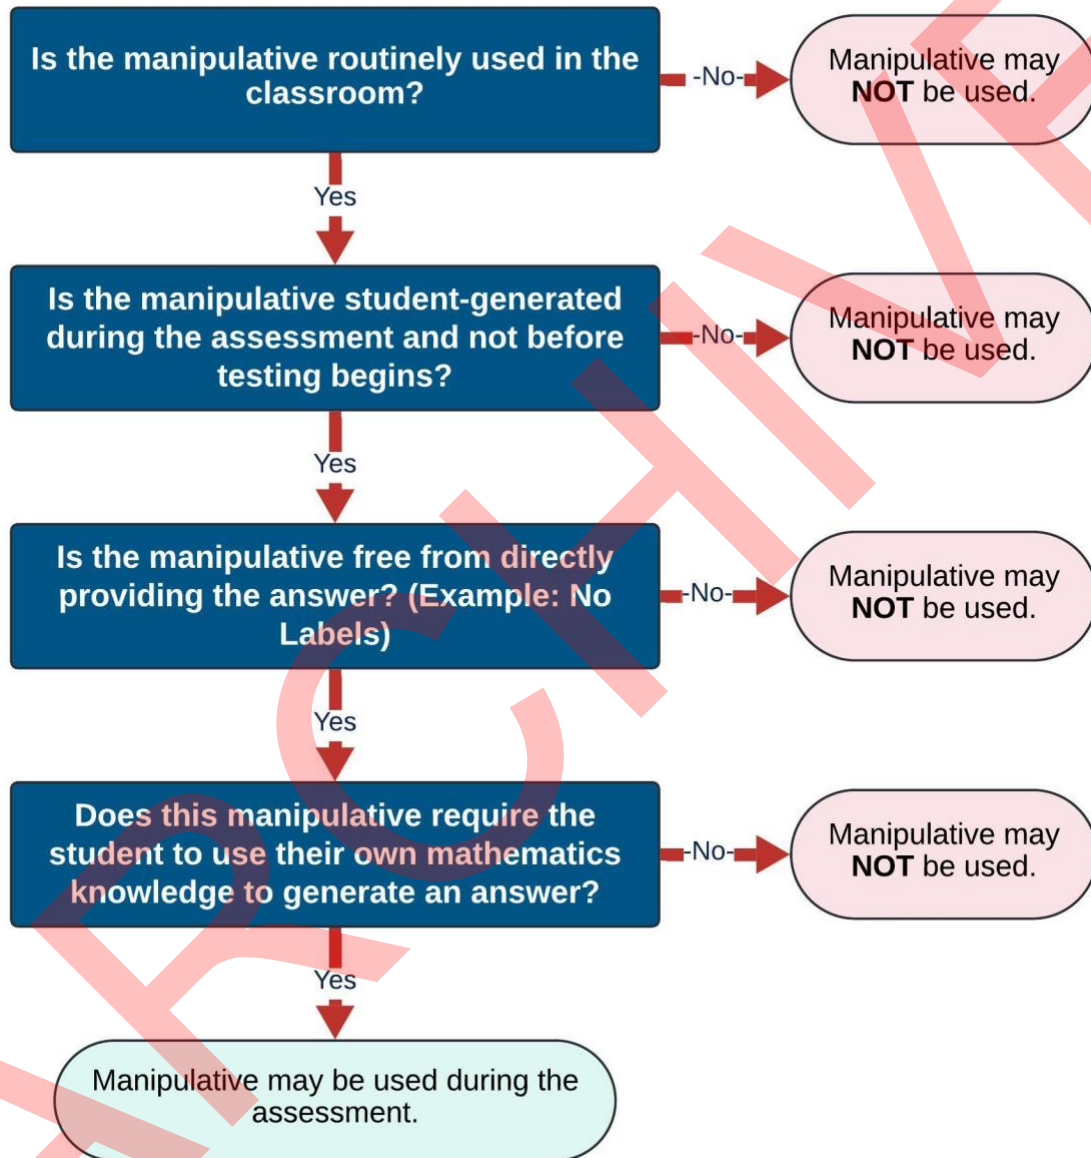 Is the manipulative routinely used in the
classroom?
-No-
Manipulative may
NOT be used.
Yes
Is the manipulative student-generated
during the assessment and not before
testing begins?
-No-
Manipulative may
NOT be used.
Yes
Is the manipulative free from directly
providing the answer? (Example: No
Labels)
-No-
Manipulative may
NOT be used.
Yes
Does this manipulative require the
student to use their own mathematics
knowledge to generate an answer?
-No-
Manipulative may
NOT be used.
Yes
Manipulative may be used during the
assessment.
ARCHIVE